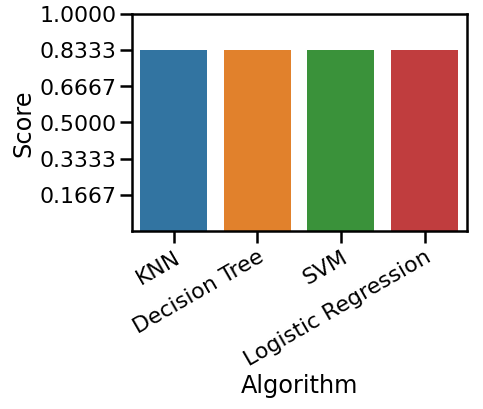 1.0000
0.8333
0.6667
0.5000
0.3333
0.1667
Score
KNN
Decision Tree
SVM
Logistic Regression
Algorithm